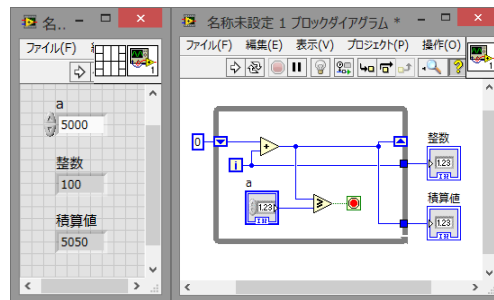 名..
ファイル(F)
a
5000
整数
100
積算値
5050
名称未設定 1 ブロックダイアグラム *
ファイル(F) 編集(E) 表示(V) プロジェクト(P) 操作(O)
0
i
a
1.23
整数
1.23
積算値
1.23